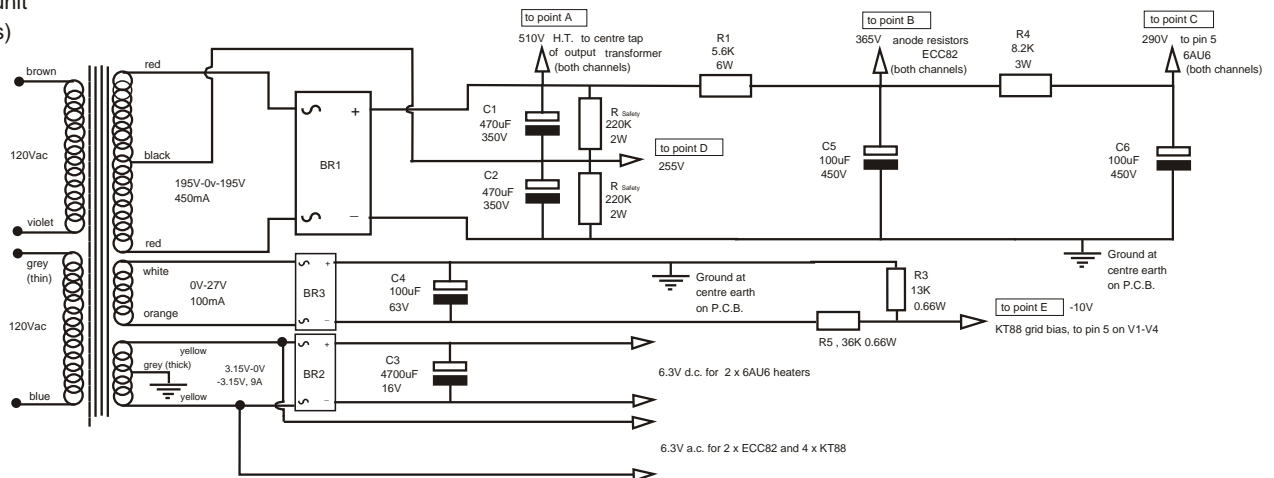 unit
s)
to point A
510V H.T. to centre tap
of output transformer
(both channels)
to point B
365V anode resistors
ECC82
(both channels)
to point C
290V to pin 5
6AU6
(both channels)
R1
5.6K
6W
R4
8.2K
3W
brown
red
120Vac
black
195V-0v-195V
450mA
violet
red
BR1
+
–
C1
470uF
350V
R Safety
220K
2W
to point D
255V
C2
470uF
350V
R Safety
220K
2W
C5
100uF
450V
C6
100uF
450V
Ground at
centre earth
on P.C.B.
grey
(thin)
120Vac
blue
white
0V-27V
100mA
orange
BR3
+
–
C4
100uF
63V
Ground at
centre earth
on P.C.B.
R3
13K
0.66W
to point E -10V
KT88 grid bias, to pin 5 on V1-V4
R5 , 36K 0.66W
yellow
grey (thick)
3.15V-0V
-3.15V, 9A
yellow
BR2
+
–
C3
4700uF
16V
6.3V d.c. for 2 x 6AU6 heaters
6.3V a.c. for 2 x ECC82 and 4 x KT88